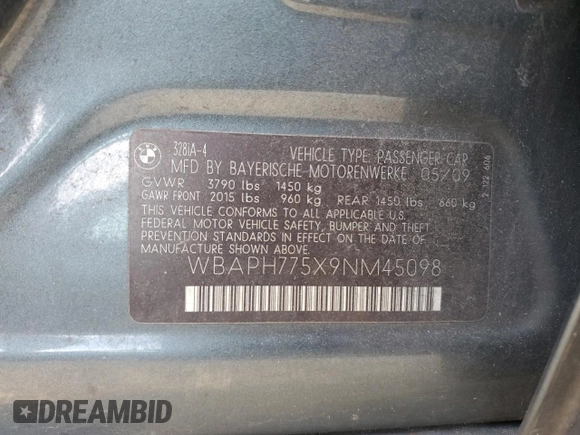 BMW
328iA-4
VEHICLE TYPE: PASSENGER CAR
MFD BY BAYERISCHE MOTORENWERKE 05/09
GVWR 3790 lbs 1450 kg
GAWR FRONT 2015 lbs 960 kg REAR 1450 lbs 660 kg
THIS VEHICLE CONFORMS TO ALL APPLICABLE U.S.
FEDERAL MOTOR VEHICLE SAFETY, BUMPER AND THEFT
PREVENTION STANDARDS IN EFFECT ON THE DATE OF
MANUFACTURE SHOWN ABOVE.
WBAPH775X9NM45098
DREAMBID